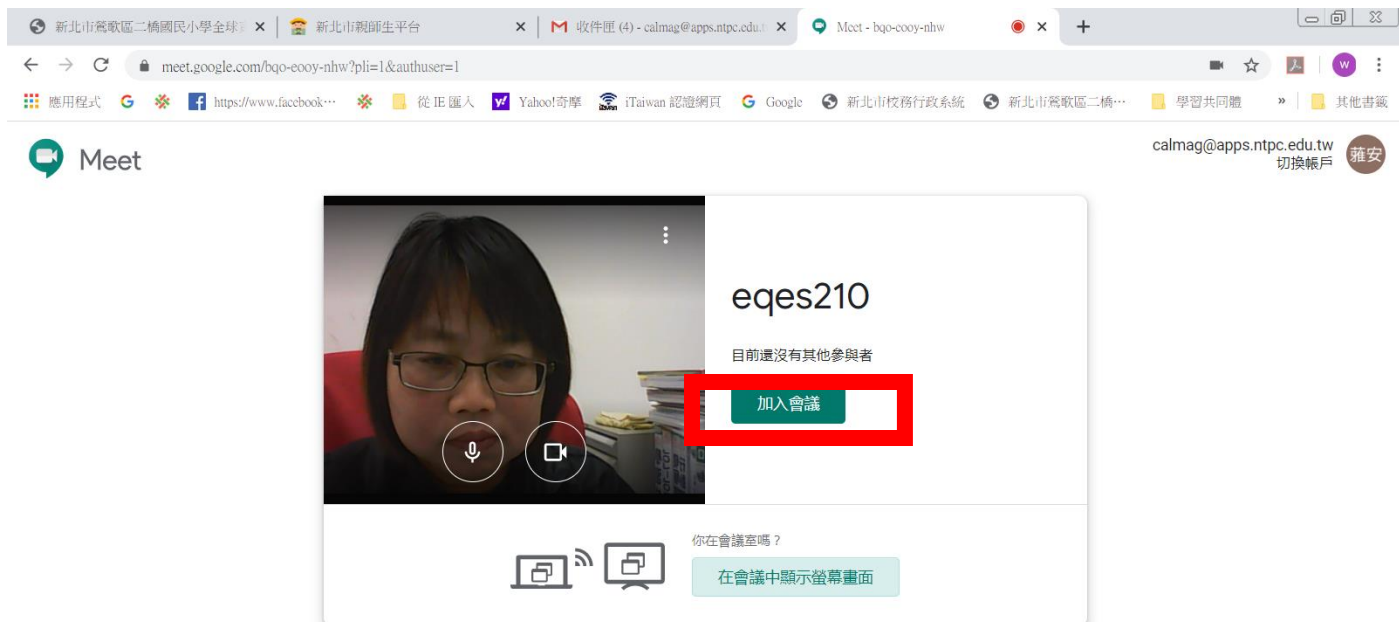 新北市鶯歌區二橋國民小學全球
新北市親師生平台
收件匣 (4) - calmag@apps.ntpc.edu.t
Meet - bqo-eooy-nhw
meet.google.com/bqo-eooy-nhw?pli=1&authuser=1
W
應用程式
https://www.facebook…
從 IE 匯入
Yahoo!奇摩
iTaiwan 認證網頁
Google
新北市校務行政系統
新北市鶯歌區二橋…
學習共同體
»
其他書籤
Meet
calmag@apps.ntpc.edu.tw
切換帳戶
蕥安
eqes210
目前還沒有其他參與者
加入會議
你在會議室嗎？
在會議中顯示螢幕畫面